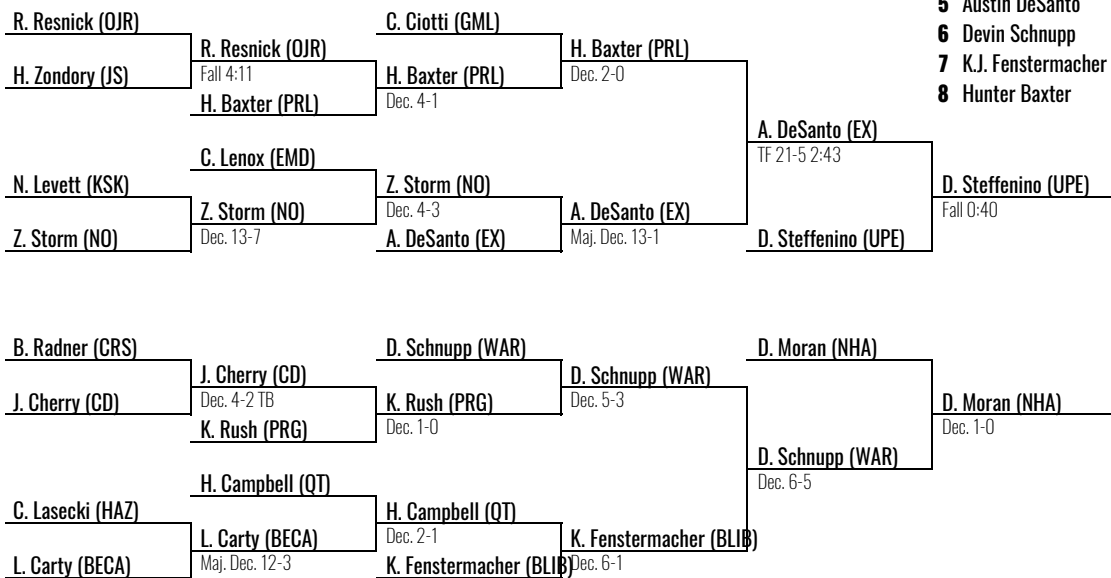 5 Austin DeSanto
6 Devin Schnupp
7 K.J. Fenstermacher
8 Hunter Baxter
R. Resnick (OJR)
H. Zondory (JS)
N. Levett (KSK)
Z. Storm (NO)
R. Resnick (OJR)
Fall 4:11
H. Baxter (PRL)
C. Lenox (EMD)
Z. Storm (NO)
Dec. 13-7
C. Ciotti (GML)
H. Baxter (PRL)
Dec. 4-1
Z. Storm (NO)
Dec. 4-3
A. DeSanto (EX)
H. Baxter (PRL)
Dec. 2-0
A. DeSanto (EX)
Maj. Dec. 13-1
A. DeSanto (EX)
TF 21-5 2:43
D. Steffenino (UPE)
D. Steffenino (UPE)
Fall 0:40
B. Radner (CRS)
J. Cherry (CD)
C. Lasecki (HAZ)
L. Carty (BECA)
J. Cherry (CD)
Dec. 4-2 TB
K. Rush (PRG)
H. Campbell (QT)
L. Carty (BECA)
Maj. Dec. 12-3
D. Schnupp (WAR)
K. Rush (PRG)
Dec. 1-0
H. Campbell (QT)
Dec. 2-1
K. Fenstermacher (BLIB)
D. Schnupp (WAR)
Dec. 5-3
K. Fenstermacher (BLIB)
Dec. 6-1
D. Moran (NHA)
D. Schnupp (WAR)
Dec. 6-5
D. Moran (NHA)
Dec. 1-0